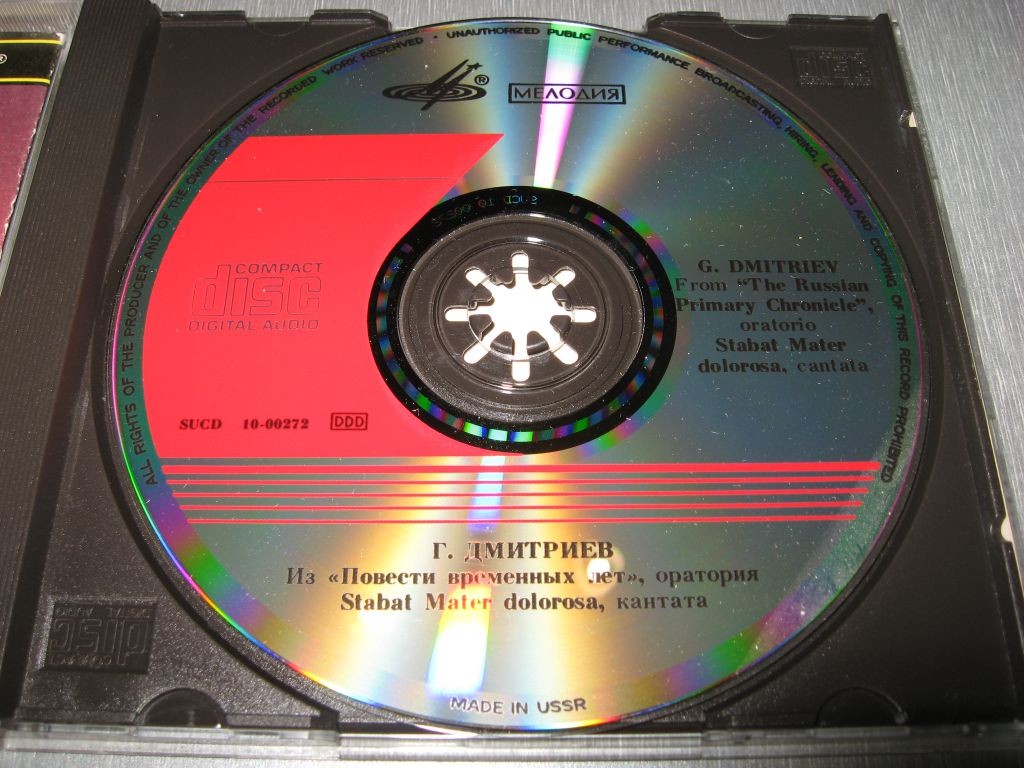 ALL RIGHTS OF THE PRODUCER AND OF THE OWNER OF THE RECORDED WORK RESERVED • UNAUTHORIZED PUBLIC PERFORMANCE BROADCASTING, HIRING, LENDING AND COPYING OF THIS RECORD PROHIBITED
®
МЕЛОДИЯ
COMPACT
disc
DIGITAL AUDIO
G. DMITRIEV
From “The Russian
Primary Chronicle”,
oratorio
Stabat Mater
dolorosa, cantata
SUCD 10-00272 DDD
Г. ДМИТРИЕВ
Из «Повести временных лет», оратория
Stabat Mater dolorosa, кантата
MADE IN USSR